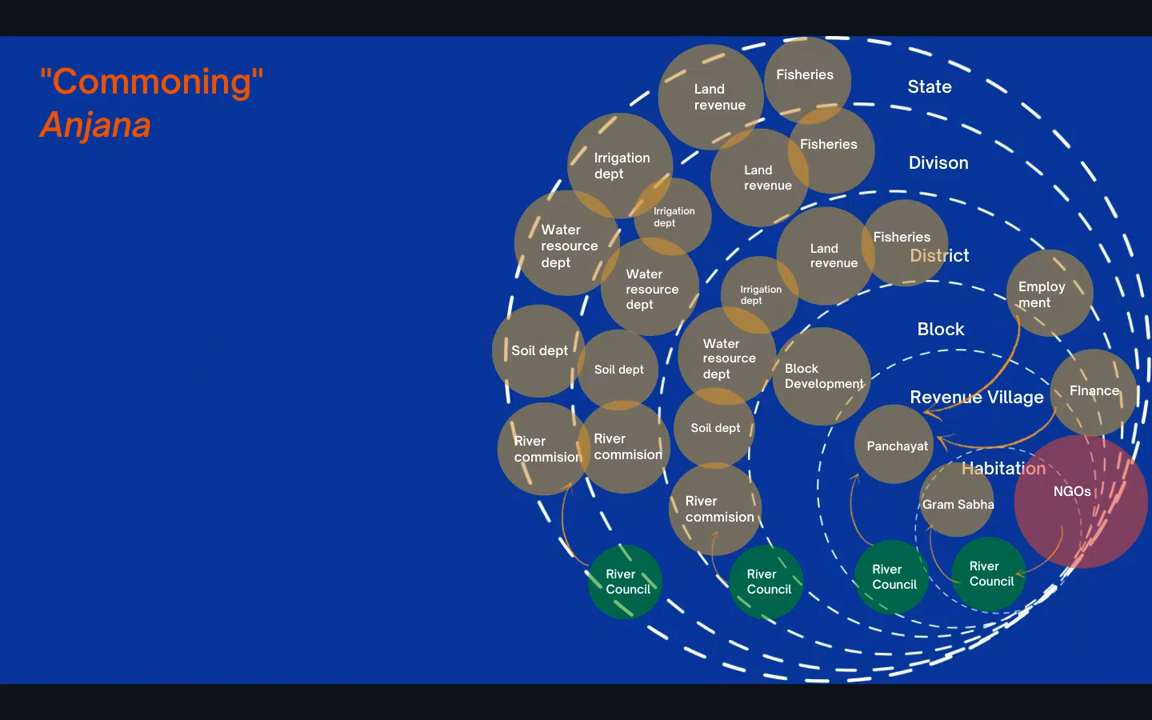 "Commoning"
Anjana
State
Fisheries
Land
revenue
Fisheries
Divison
Irrigation
dept
Land
revenue
Irrigation
dept
Water
resource
dept
Fisheries
Land
revenue
District
Water
resource
dept
Irrigation
dept
Employ
ment
Block
Soil dept
Soil dept
Water
resource
dept
Block
Development
FInance
Revenue Village
River
commision
River
commision
Soil dept
Panchayat
Habitation
NGOs
River
commision
Gram Sabha
River
Council
River
Council
River
Council
River
Council